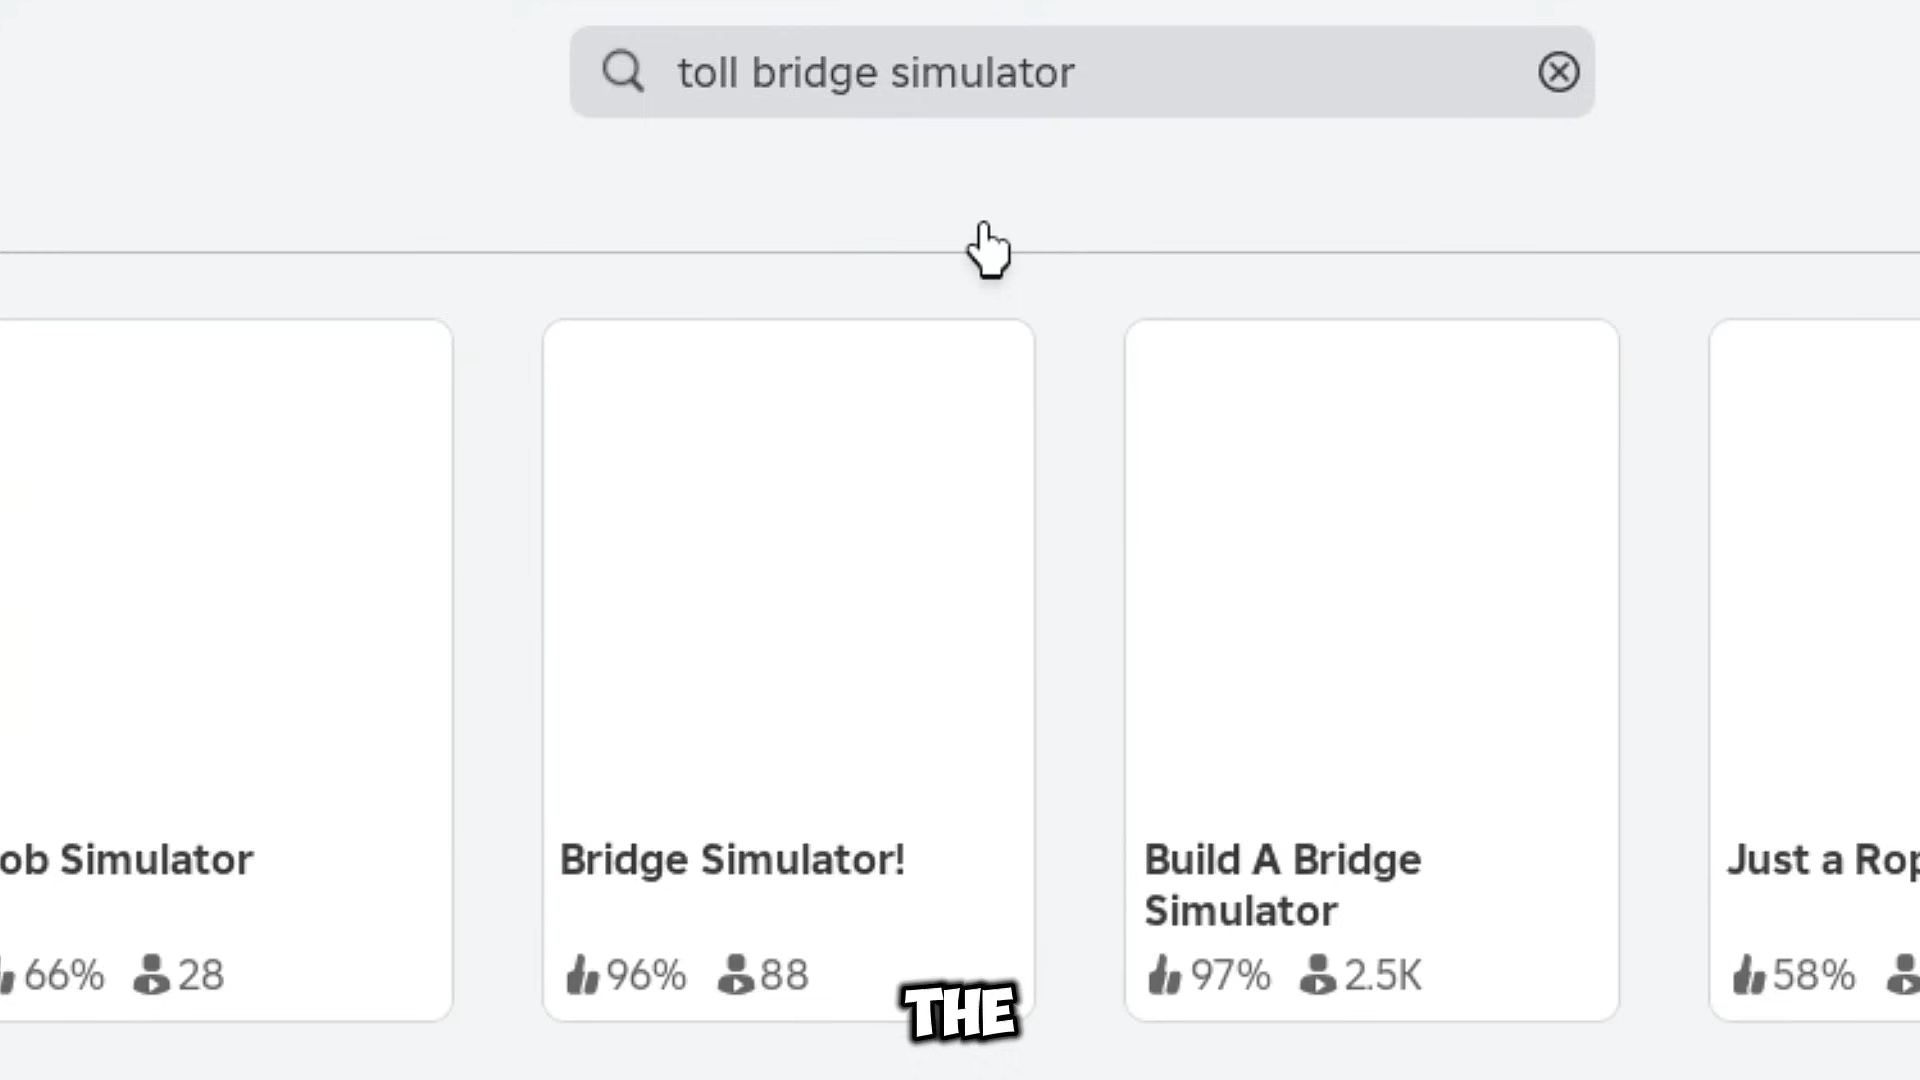 toll bridge simulator
ob Simulator
66% 28
Bridge Simulator!
96% 88
Build A Bridge
Simulator
97% 2.5K
Just a Rop
58%
THE